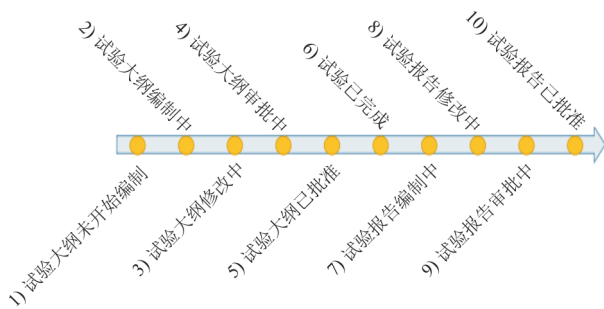 1) 试验大纲未开始编制
2) 试验大纲编制中
3) 试验大纲修改中
4) 试验大纲审批中
5) 试验大纲已批准
6) 试验已完成
7) 试验报告编制中
8) 试验报告修改中
9) 试验报告审批中
10) 试验报告已批准